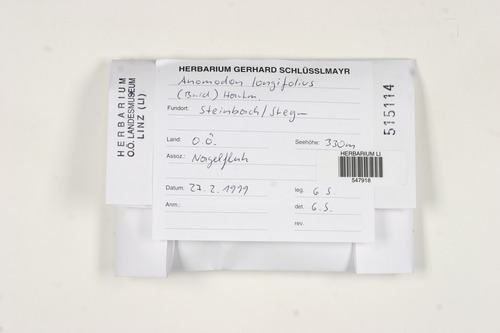 HERBARIUM GERHARD SCHLÜSSLMAYR
Anomodon longifolius
(Brid.) Hartm.
Fundort: Steinbach/Steg
Land: O.Ö. Seehöhe: 330m
Assoz.: Nagelfluh
Datum: 27.2.1999 leg. G.S.
Anm.: det. G.S.
rev.
HERBARIUM
O.Ö. LANDESMUSEUM
LINZ (LI)
515114
HERBARIUM LI
547918